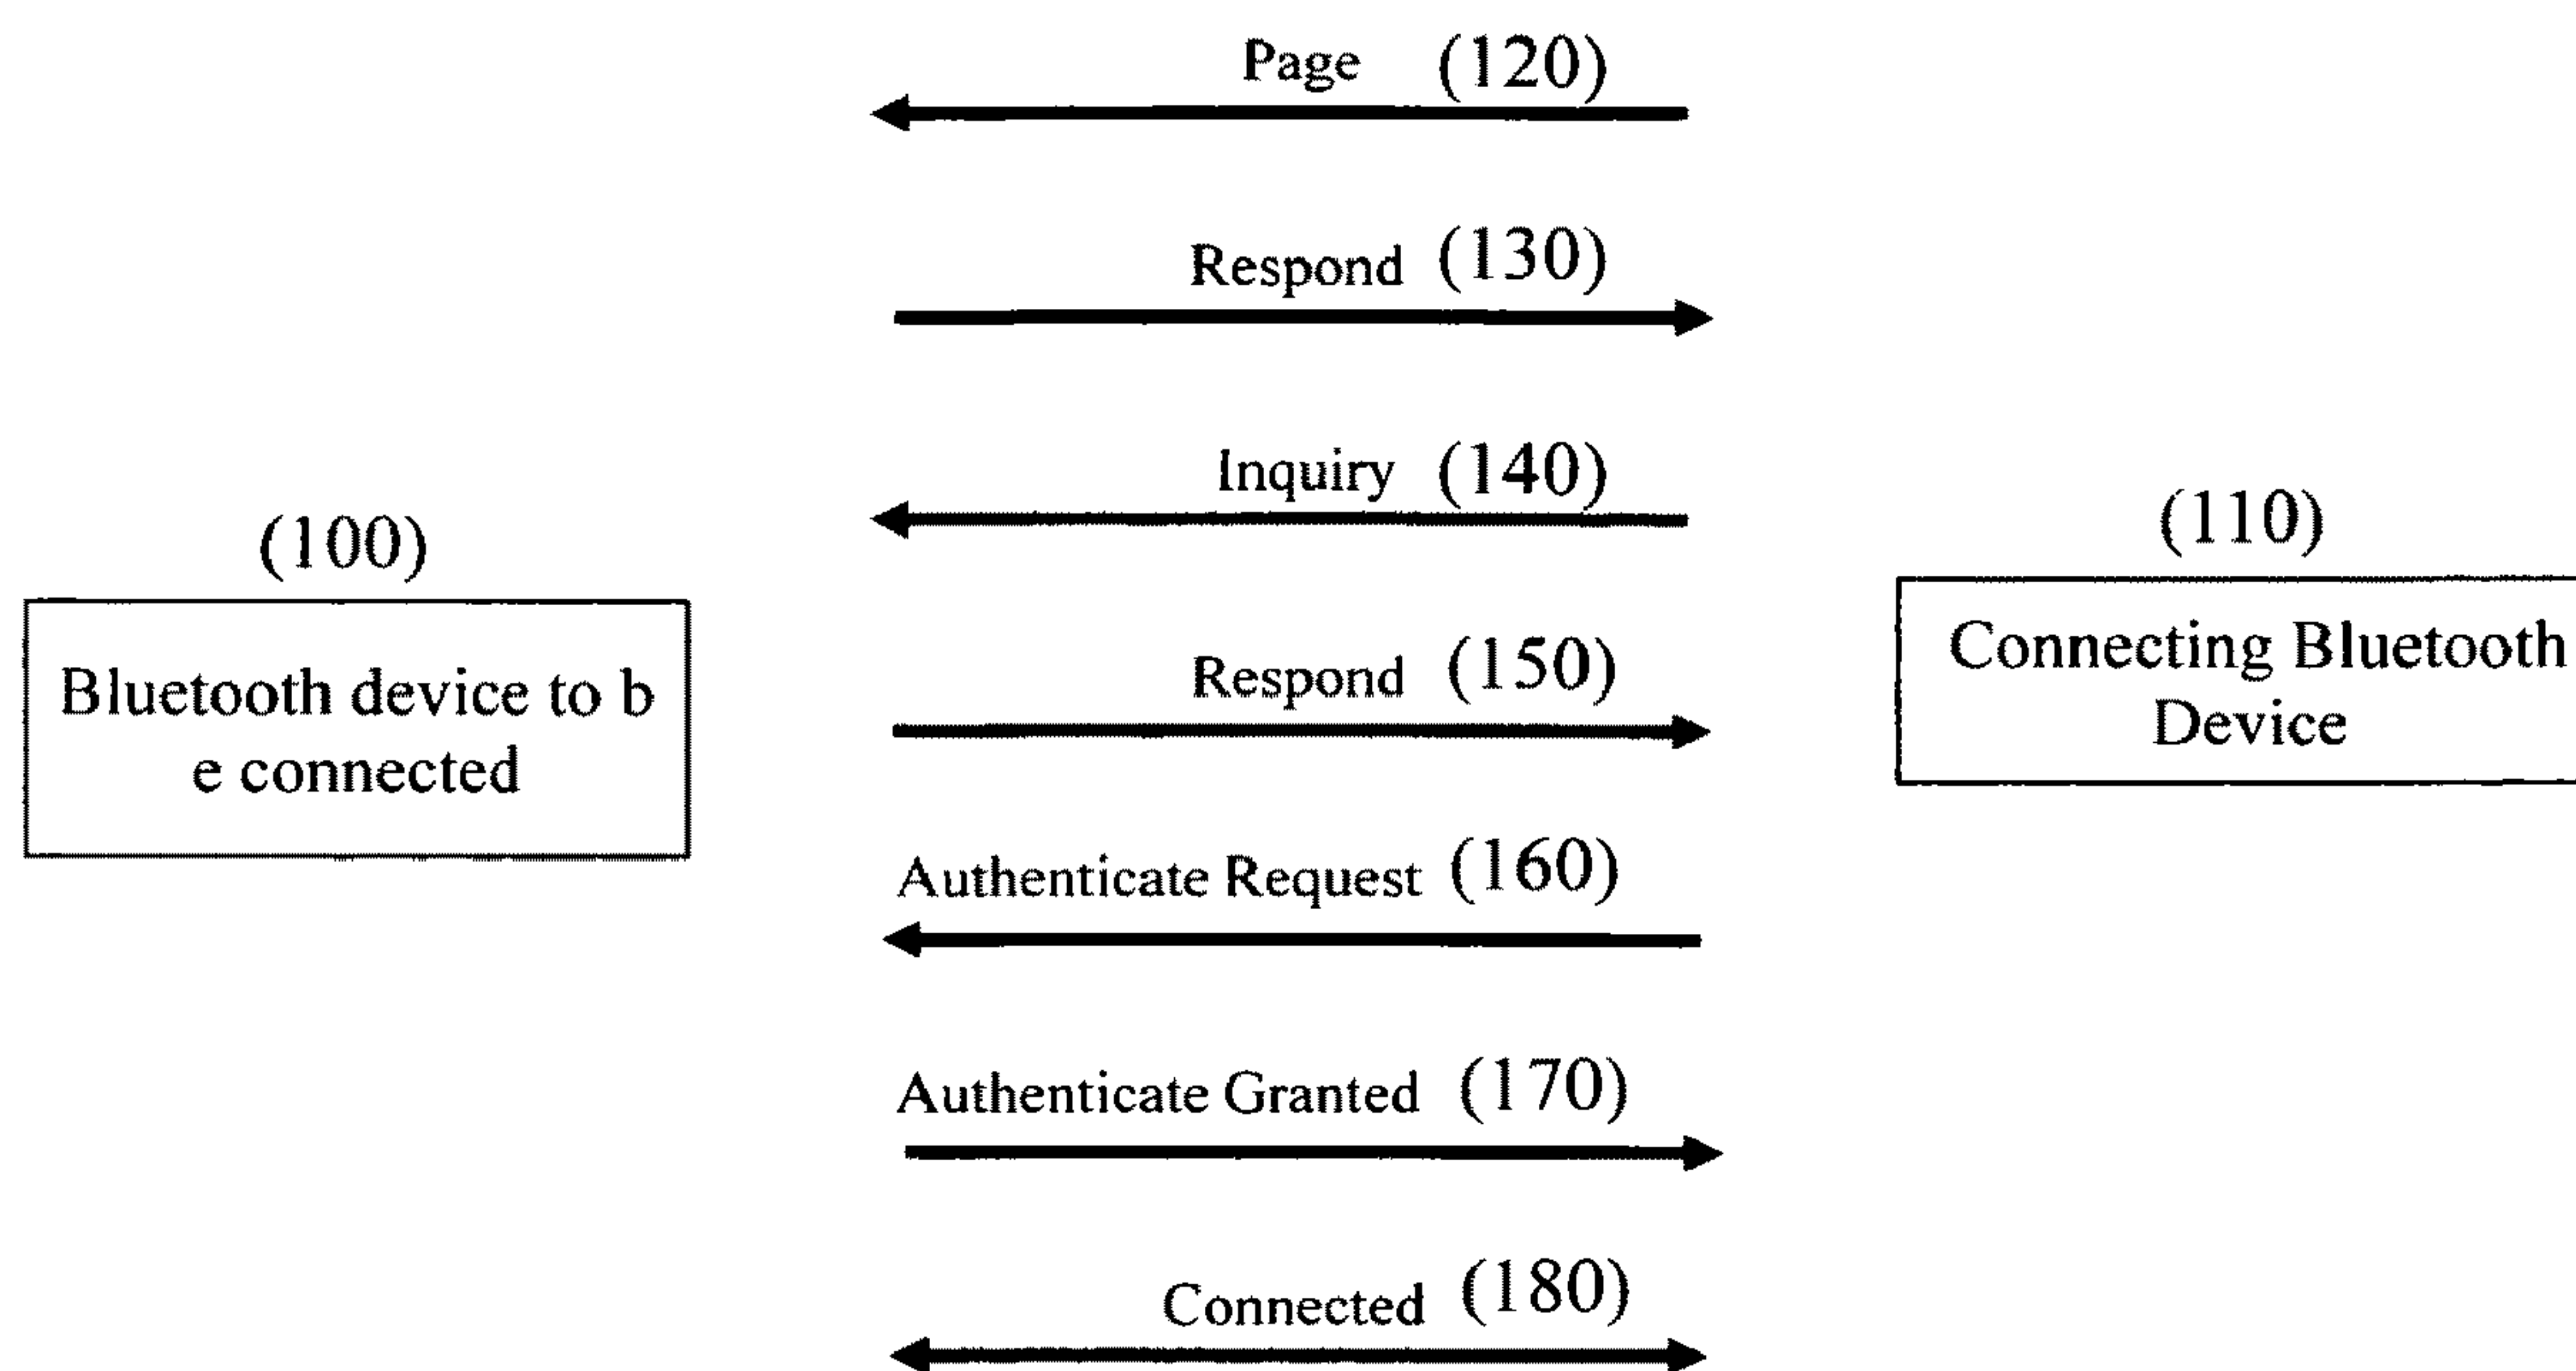 Page (120)
Respond (130)
Inquiry (140)
(100)
(110)
Bluetooth device to b
e connected
Connecting Bluetooth
Device
Respond (150)
Authenticate Request (160)
Authenticate Granted (170)
Connected (180)